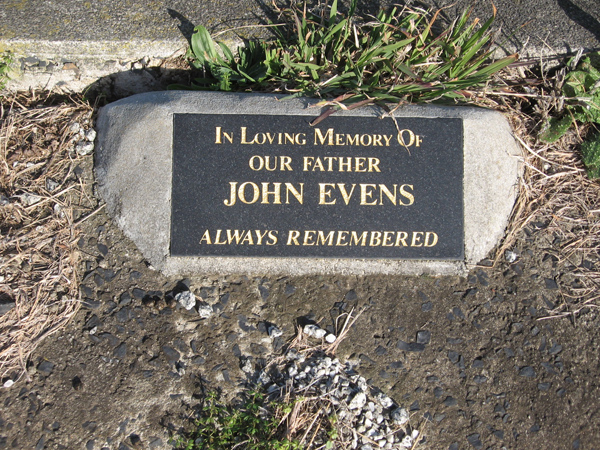 In Loving Memory Of
OUR FATHER
JOHN EVENS
ALWAYS REMEMBERED